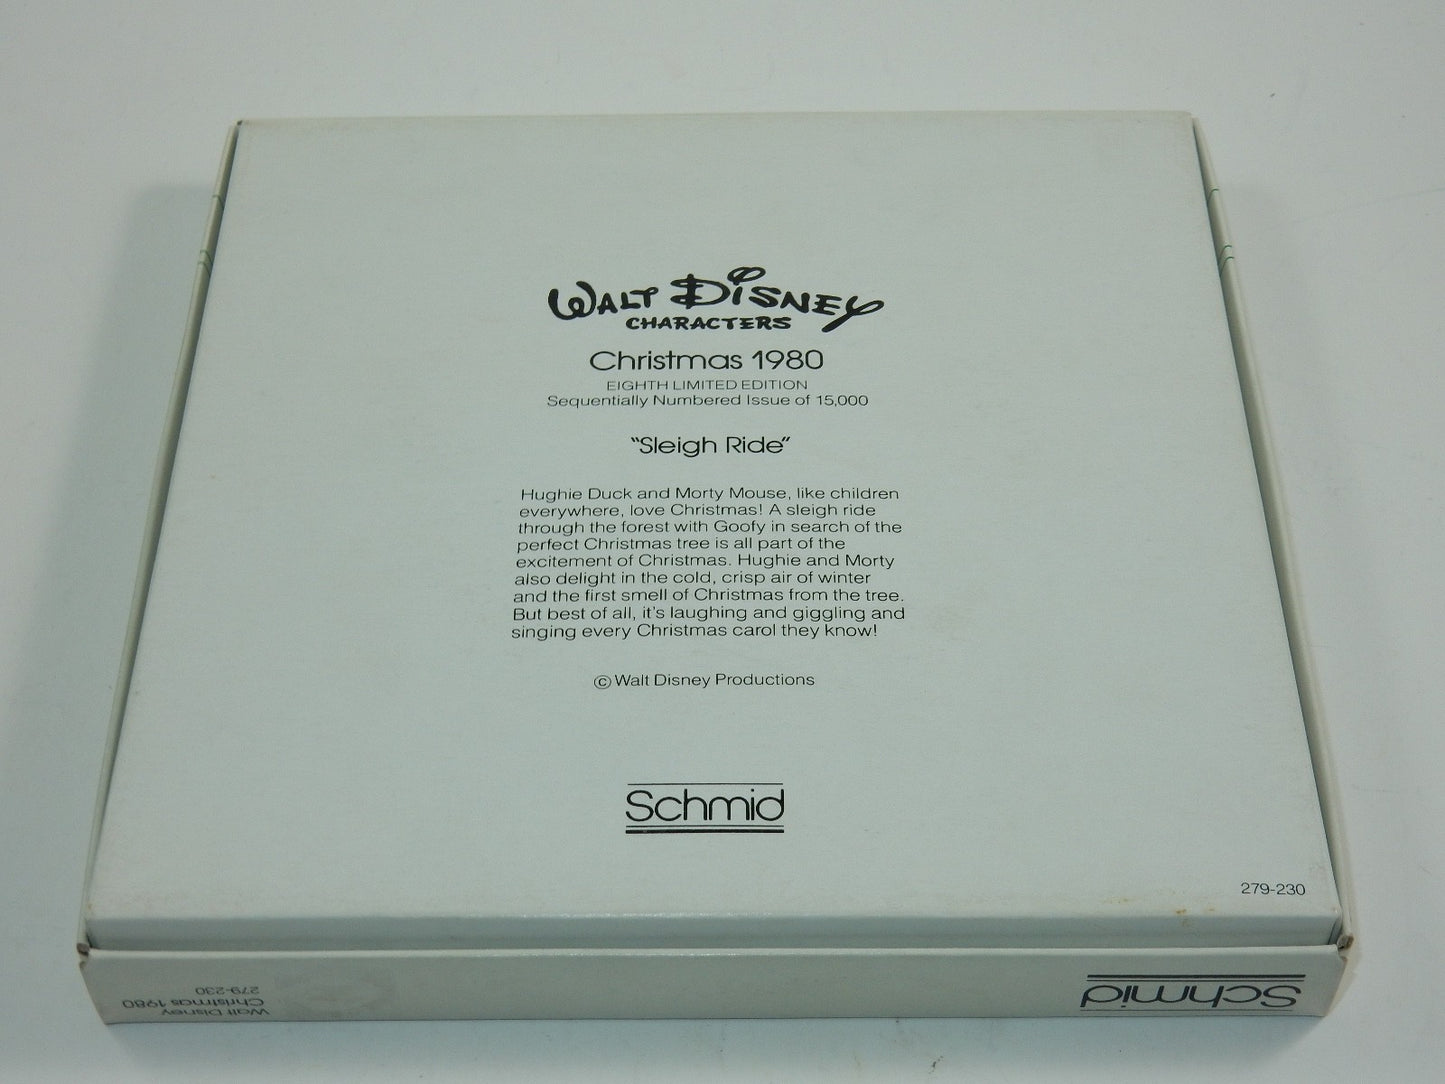 WALT DISNEY
CHARACTERS
Christmas 1980
EIGHTH LIMITED EDITION
Sequentially Numbered Issue of 15,000
"Sleigh Ride"
Hughie Duck and Morty Mouse, like children
everywhere, love Christmas! A sleigh ride
through the forest with Goofy in search of the
perfect Christmas tree is all part of the
excitement of Christmas. Hughie and Morty
also delight in the cold, crisp air of winter
and the first smell of Christmas from the tree.
But best of all, it's laughing and giggling and
singing every Christmas carol they know!
© Walt Disney Productions
Schmid
279-230
Schmid
Walt Disney
Christmas 1980
279-230